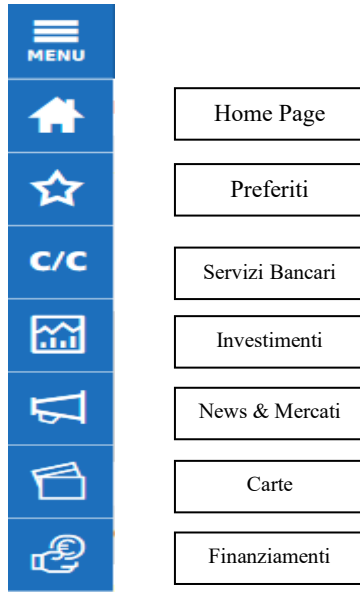 MENU
Home Page
Preferiti
C/C
Servizi Bancari
Investimenti
News & Mercati
Carte
Finanziamenti